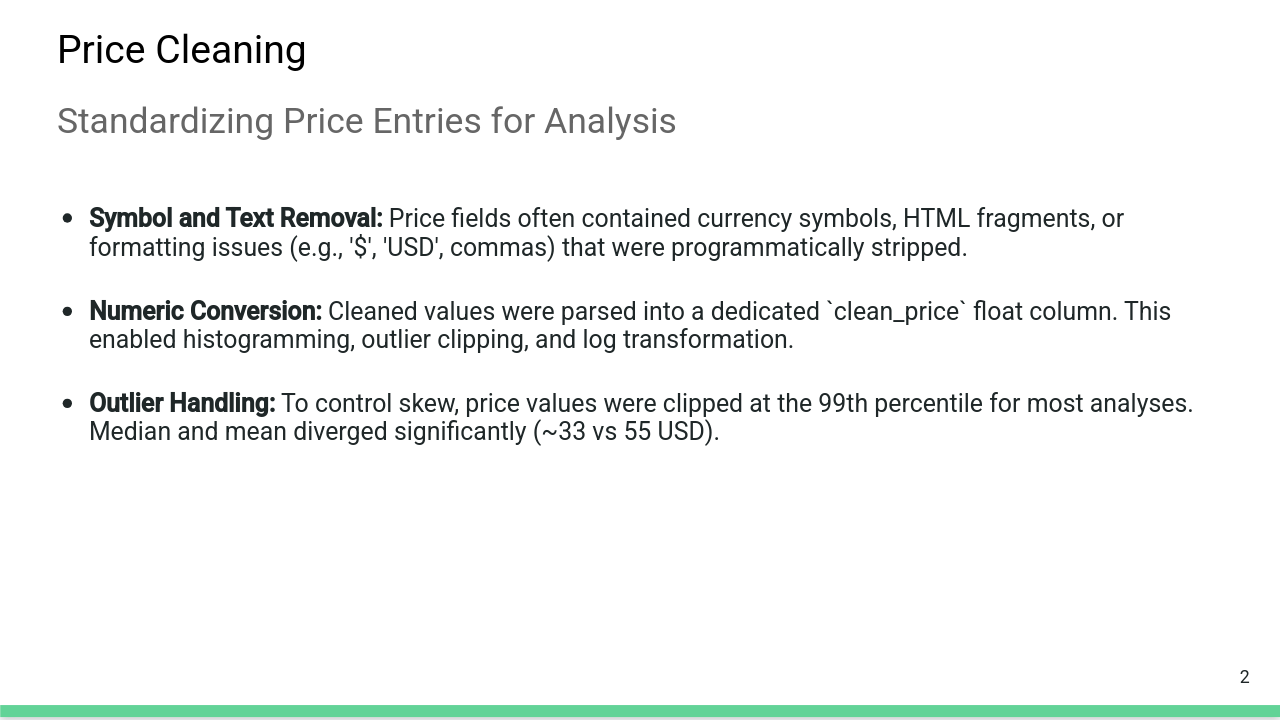 Price Cleaning
Standardizing Price Entries for Analysis
• Symbol and Text Removal: Price fields often contained currency symbols, HTML fragments, or
formatting issues (e.g., '$', 'USD', commas) that were programmatically stripped.
• Numeric Conversion: Cleaned values were parsed into a dedicated `clean_price` float column. This
enabled histogramming, outlier clipping, and log transformation.
• Outlier Handling: To control skew, price values were clipped at the 99th percentile for most analyses.
Median and mean diverged significantly (~33 vs 55 USD).
2